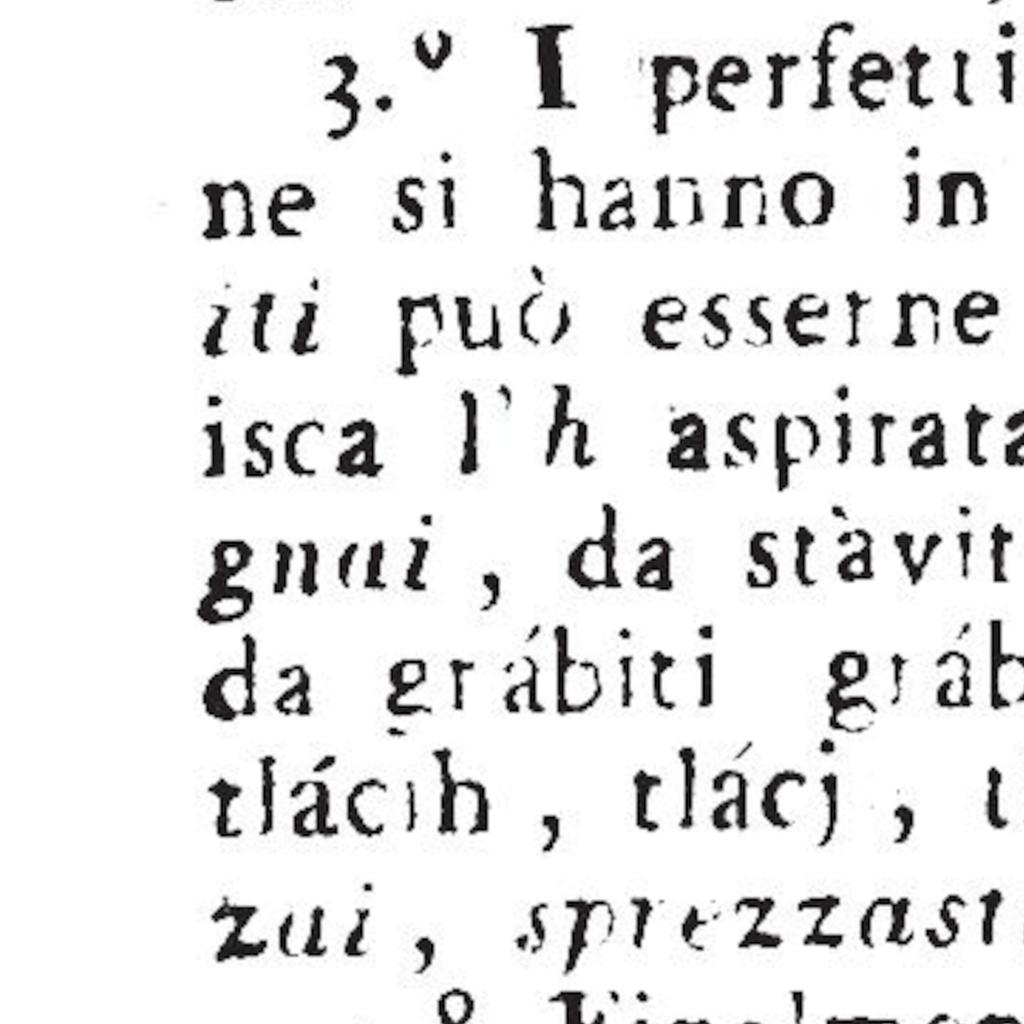 3.º I perfetti
ne si hanno in
iti può esserne
isca l'h aspirata
gnai, da stàvit
da grábiti gráb
tlácih, tlácj, t
zai, sprezzast